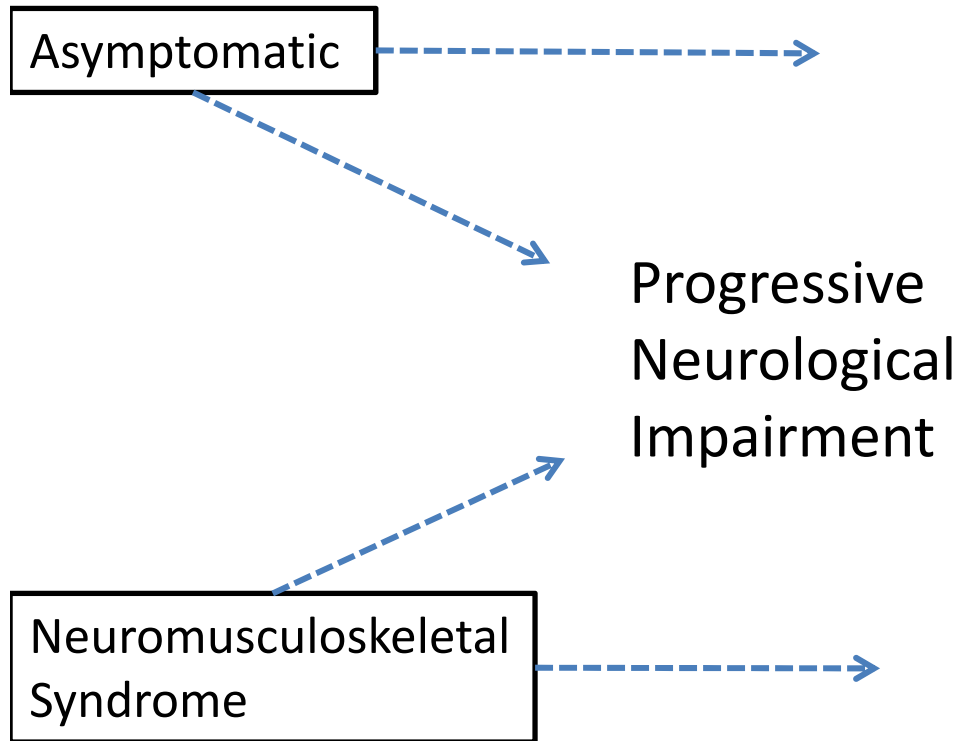 Asymptomatic
Progressive
Neurological
Impairment
Neuromusculoskeletal
Syndrome